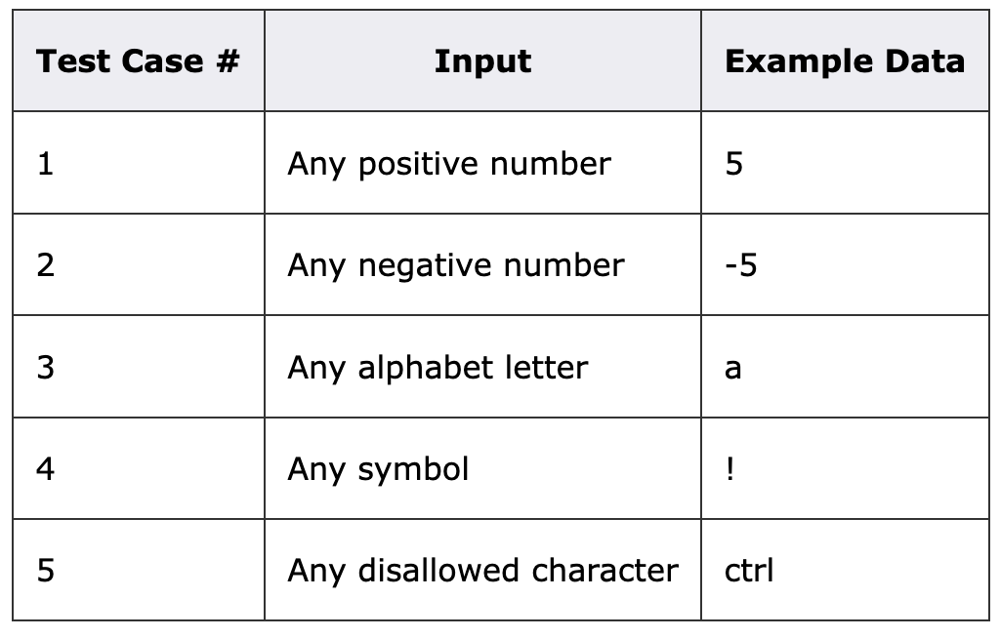 Test Case # Input Example Data
1 Any positive number 5
2 Any negative number -5
3 Any alphabet letter a
4 Any symbol !
5 Any disallowed character ctrl